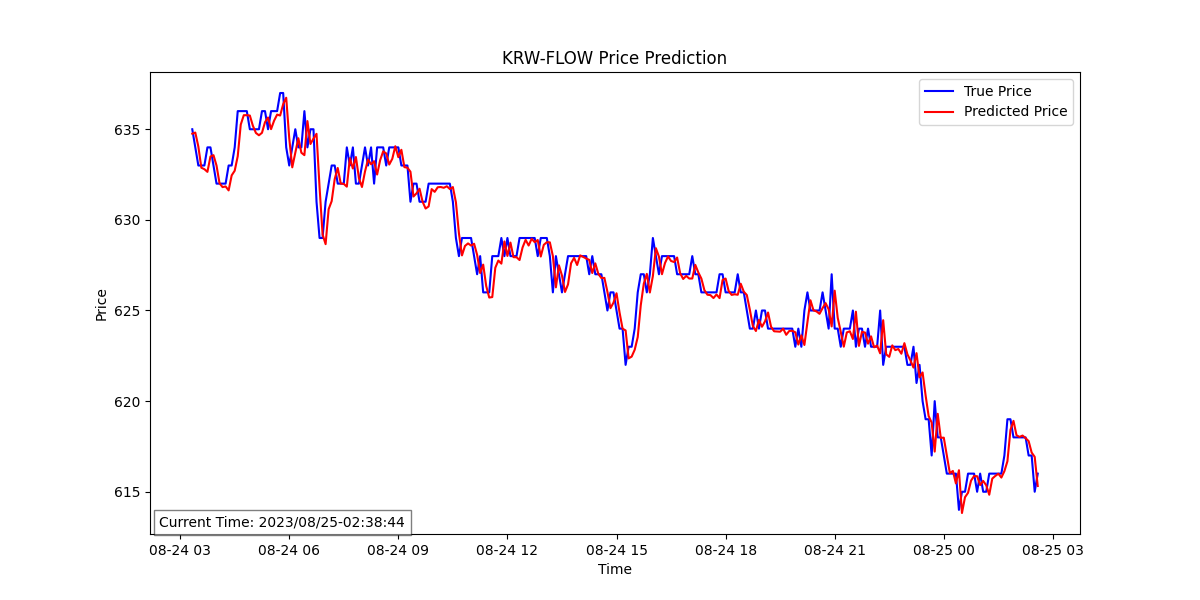 KRW-FLOW Price Prediction
True Price
Predicted Price
Price
635
630
625
620
615
Current Time: 2023/08/25-02:38:44
08-24 03 08-24 06 08-24 09 08-24 12 08-24 15 08-24 18 08-24 21 08-25 00 08-25 03
Time